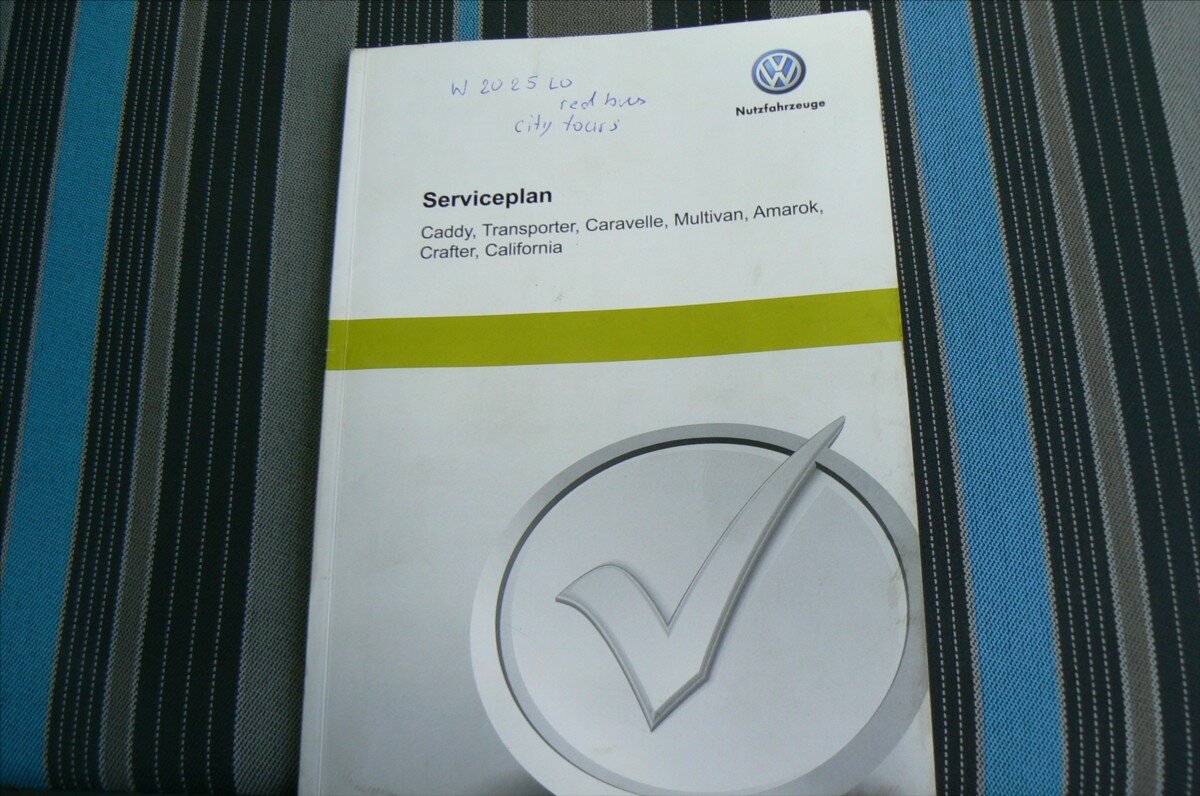 W 2025 LO
red bus
city tours
Nutzfahrzeuge
Serviceplan
Caddy, Transporter, Caravelle, Multivan, Amarok,
Crafter, California